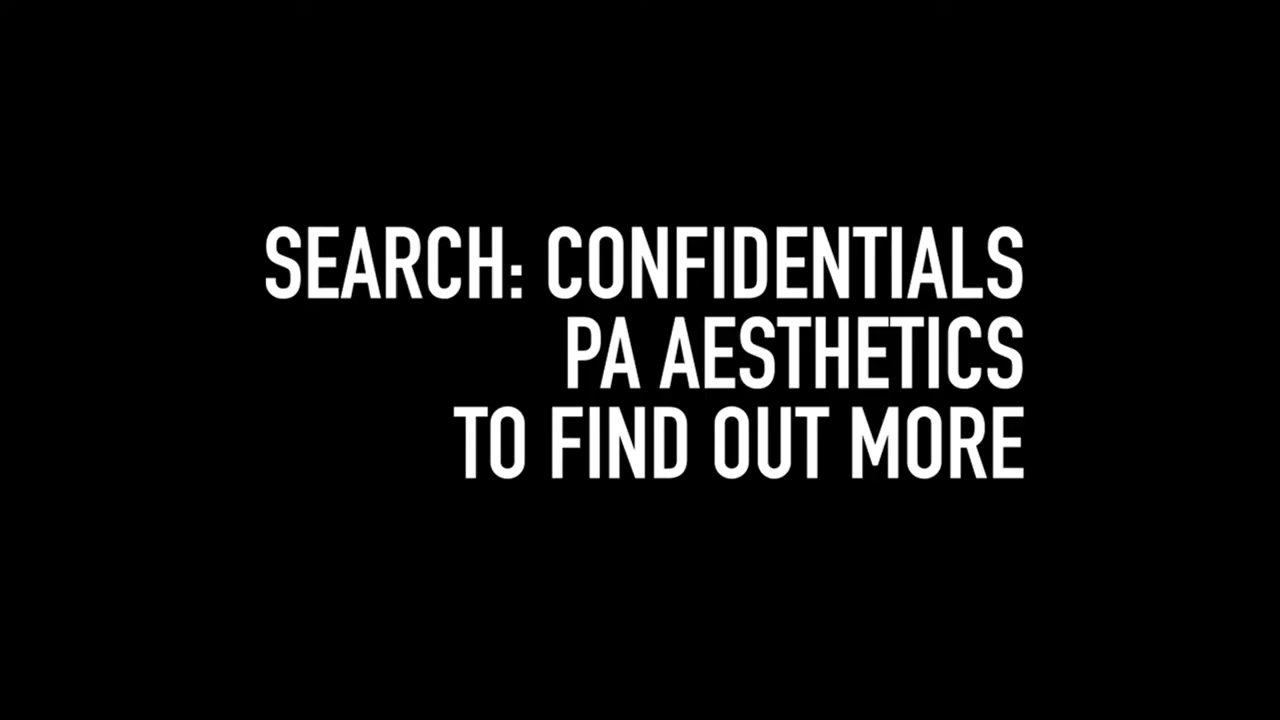 SEARCH: CONFIDENTIALS
PA AESTHETICS
TO FIND OUT MORE